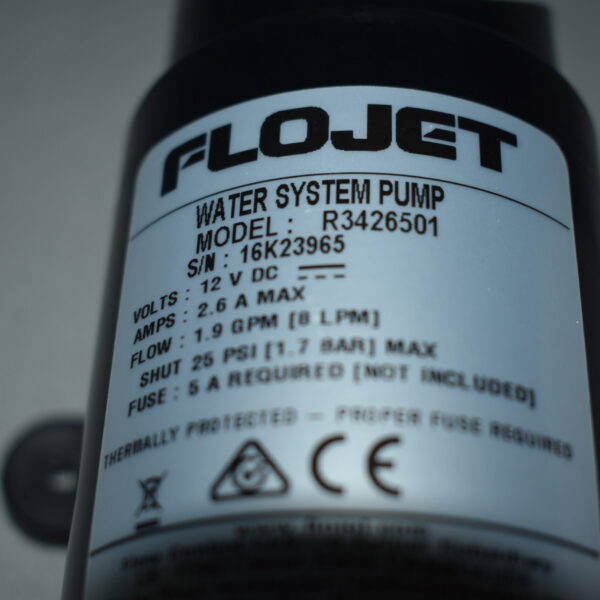 FLOJET
WATER SYSTEM PUMP
MODEL : R3426501
S/N : 16K23965
VOLTS : 12 V DC
AMPS : 2.6 A MAX
FLOW : 1.9 GPM [8 LPM]
SHUT 25 PSI [1.7 BAR] MAX
FUSE : 5 A REQUIRED [NOT INCLUDED]
THERMALLY PROTECTED – PROPER FUSE REQUIRED
CE